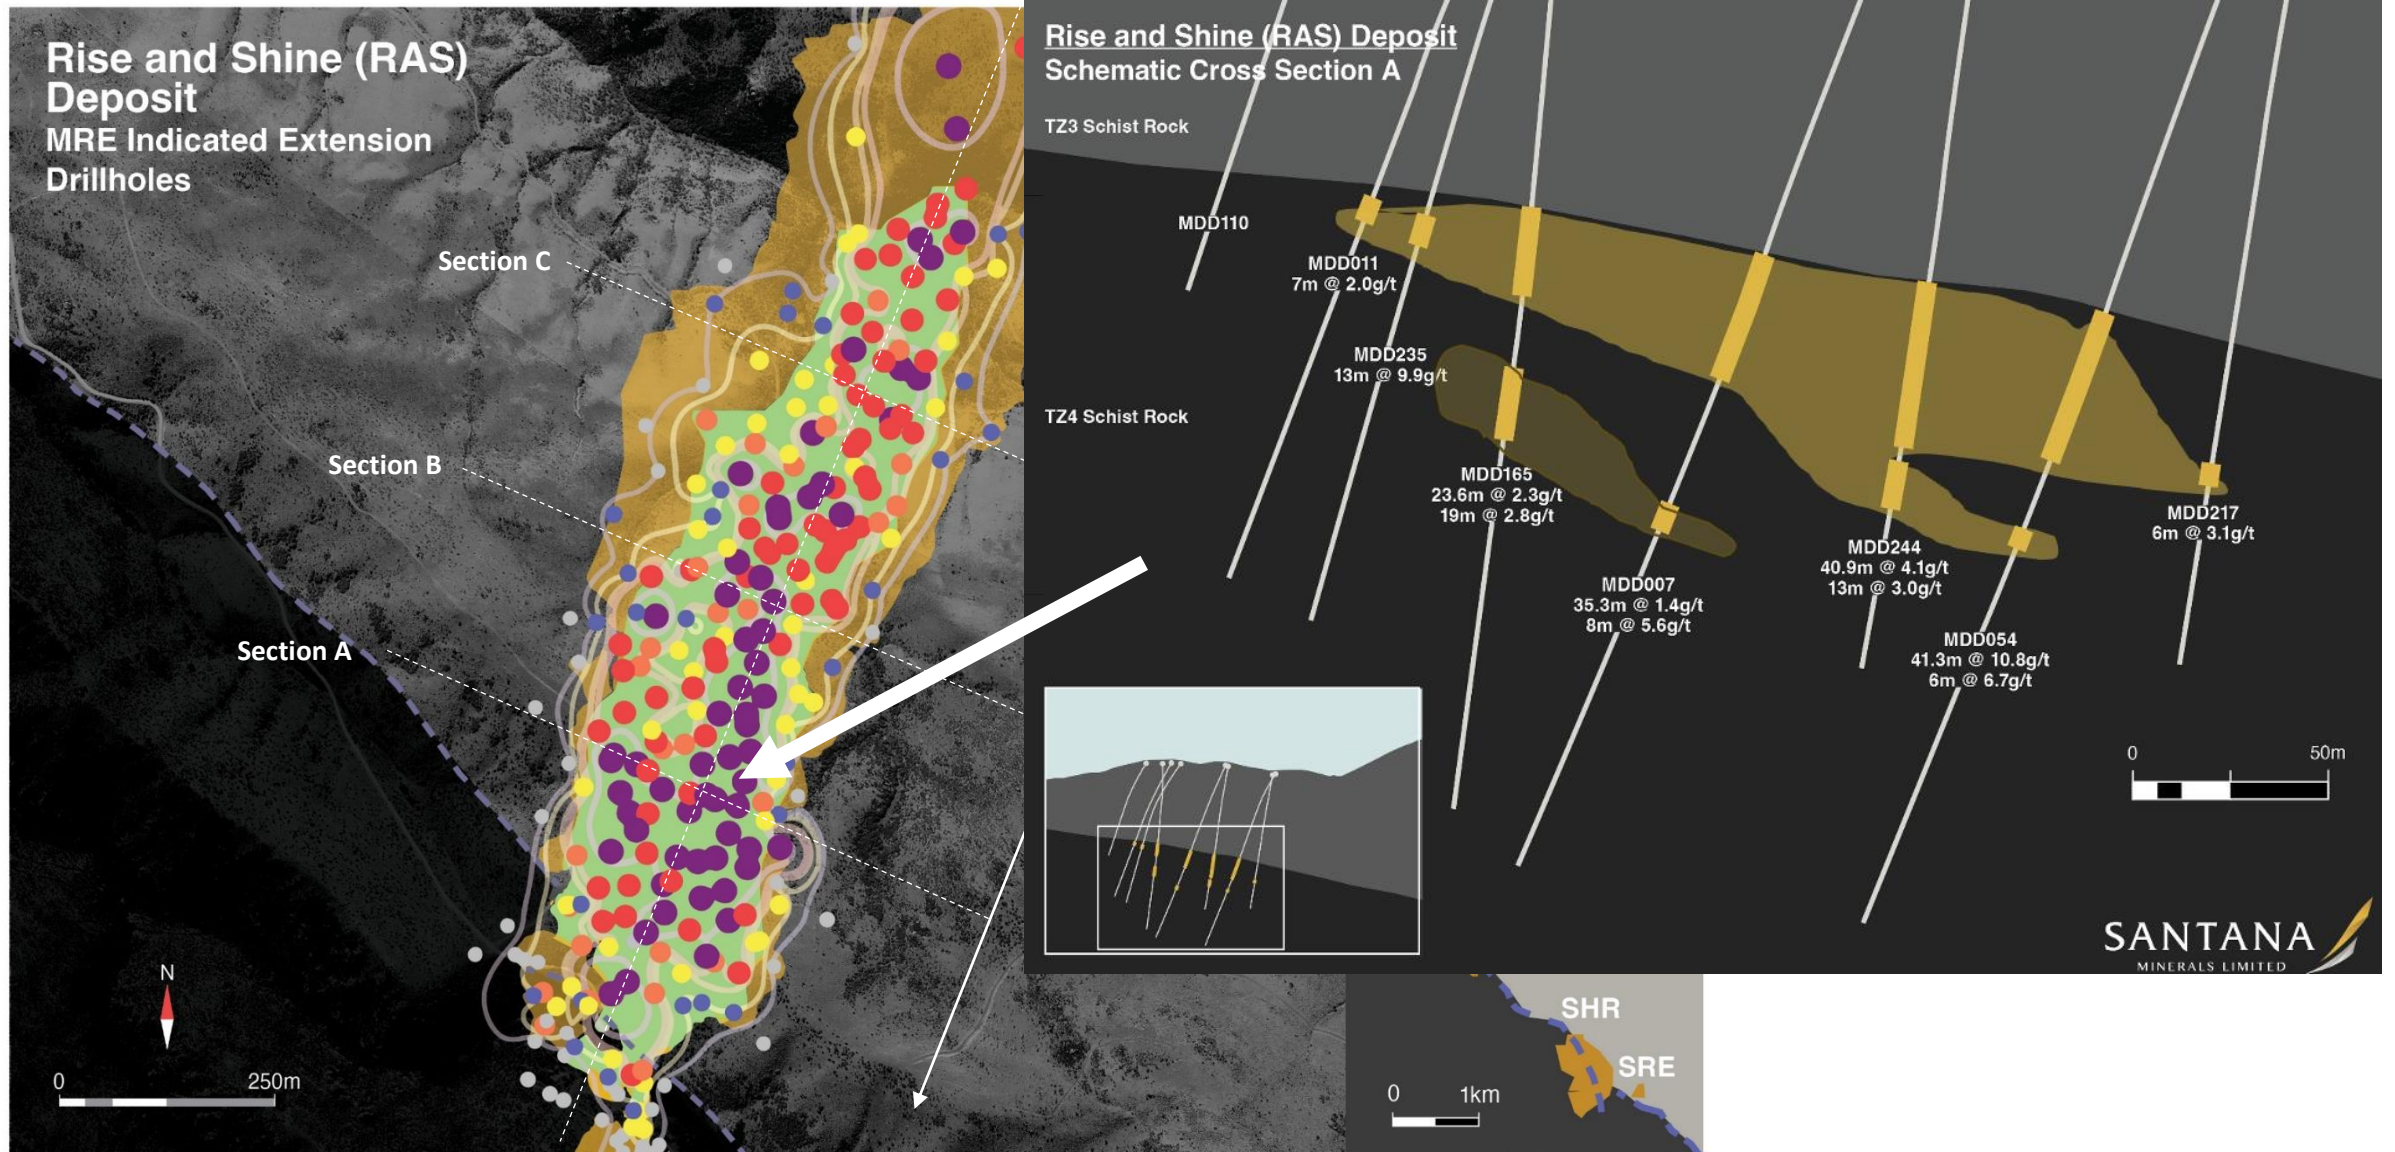 Rise and Shine (RAS)
Deposit
MRE Indicated Extension
Drillholes
Section C
Section B
Section A
N
0 250m
Rise and Shine (RAS) Deposit
Schematic Cross Section A
TZ3 Schist Rock
MDD110
MDD011
7m @ 2.0g/t
MDD235
13m @ 9.9g/t
TZ4 Schist Rock
MDD165
23.6m @ 2.3g/t
19m @ 2.8g/t
MDD007
35.3m @ 1.4g/t
8m @ 5.6g/t
MDD244
40.9m @ 4.1g/t
13m @ 3.0g/t
MDD054
41.3m @ 10.8g/t
6m @ 6.7g/t
MDD217
6m @ 3.1g/t
0 50m
SANTANA
MINERALS LIMITED
SHR
SRE
0 1km